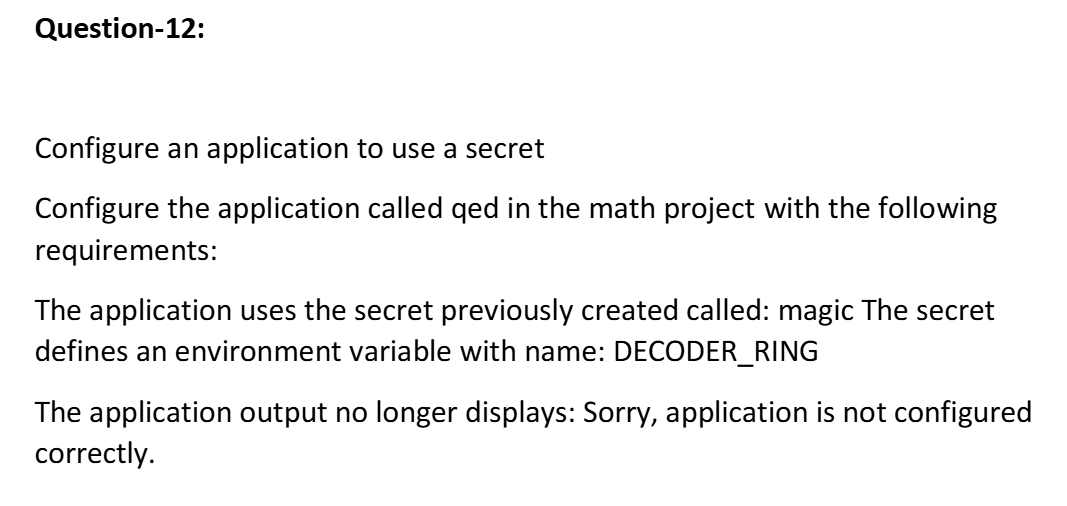 Question-12:
Configure an application to use a secret
Configure the application called qed in the math project with the following
requirements:
The application uses the secret previously created called: magic The secret
defines an environment variable with name: DECODER_RING
The application output no longer displays: Sorry, application is not configured
correctly.